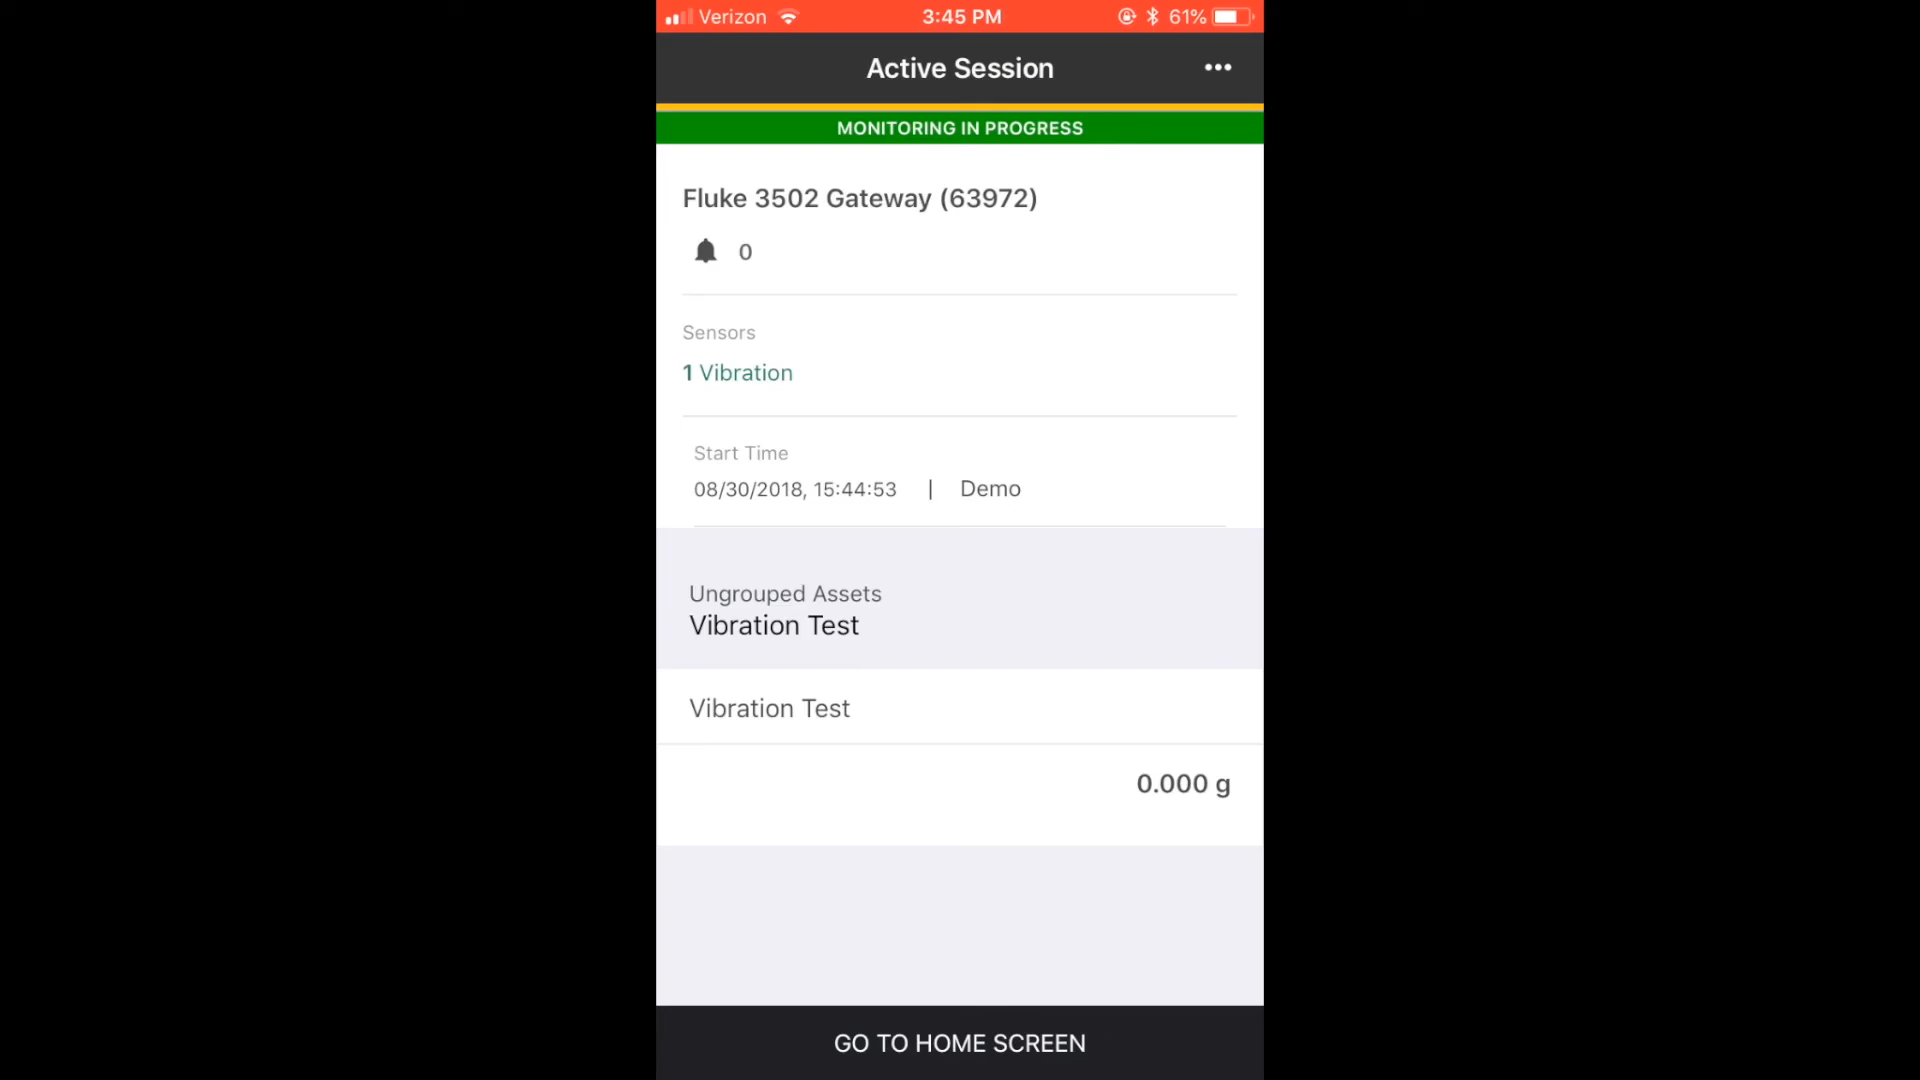 Verizon 3:45 PM 61%
Active Session
MONITORING IN PROGRESS
Fluke 3502 Gateway (63972)
0
Sensors
1 Vibration
Start Time
08/30/2018, 15:44:53 | Demo
Ungrouped Assets
Vibration Test
Vibration Test
0.000 g
GO TO HOME SCREEN